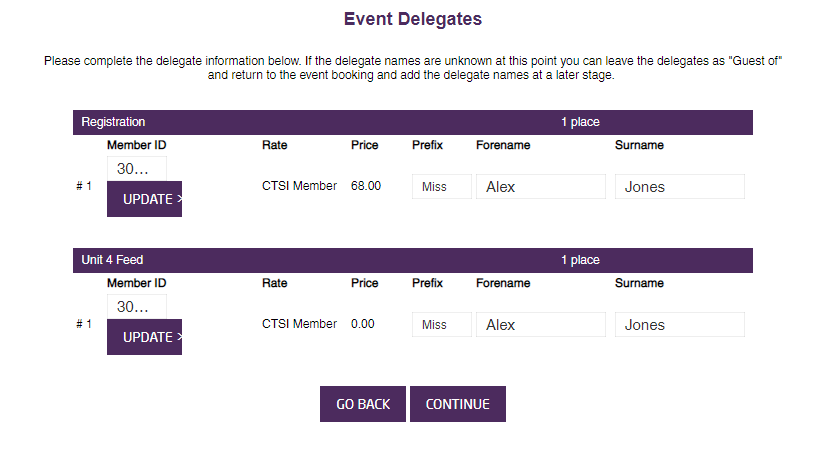 Event Delegates
Please complete the delegate information below. If the delegate names are unknown at this point you can leave the delegates as "Guest of"
and return to the event booking and add the delegate names at a later stage.
Registration 1 place
Member ID Rate Price Prefix Forename Surname
30...
# 1 CTSI Member 68.00 Miss Alex Jones
UPDATE >
Unit 4 Feed 1 place
Member ID Rate Price Prefix Forename Surname
30...
# 1 CTSI Member 0.00 Miss Alex Jones
UPDATE >
GO BACK CONTINUE